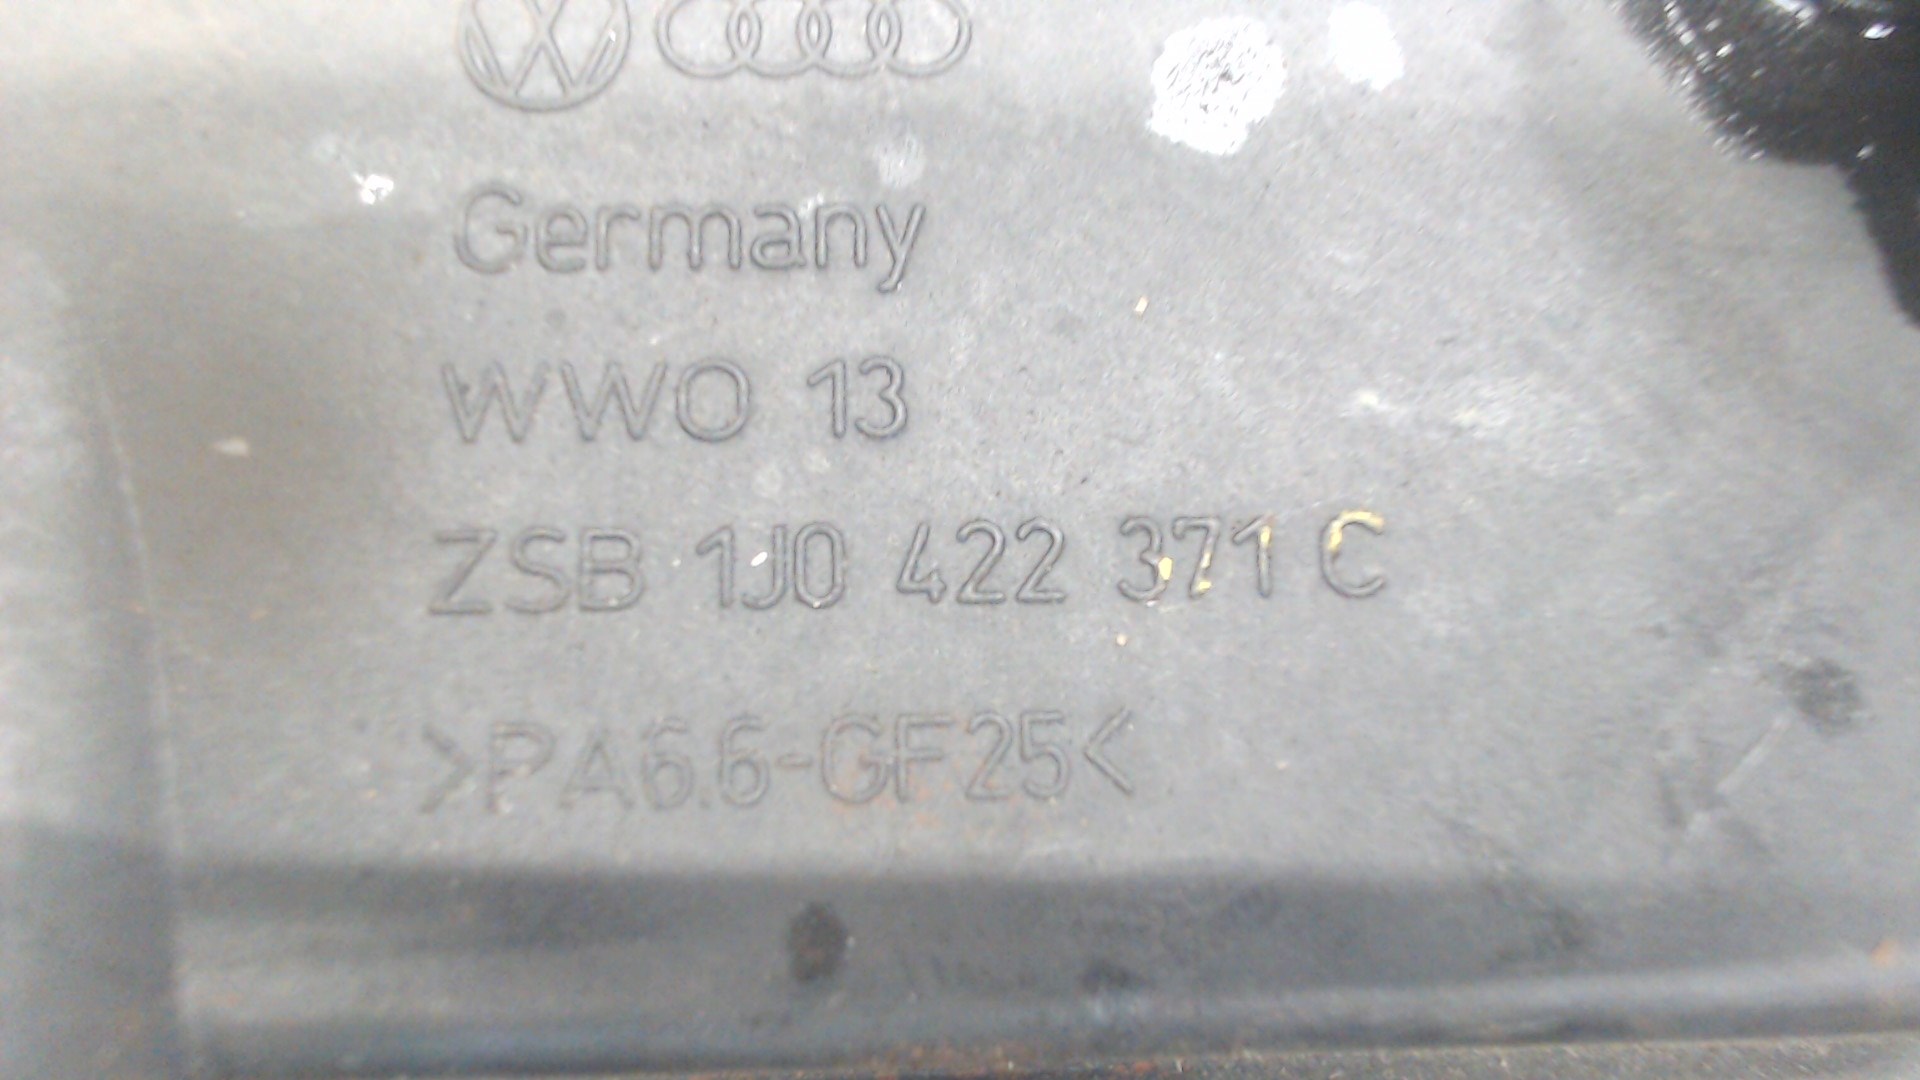 Germany
WWO 13
ZSB 1J0 422 371 C
>PA6.6-GF25<